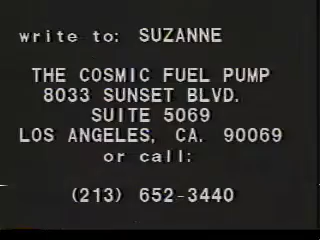 write to: SUZANNE
THE COSMIC FUEL PUMP
8033 SUNSET BLVD.
SUITE 5069
LOS ANGELES, CA. 90069
or call:
(213) 652-3440